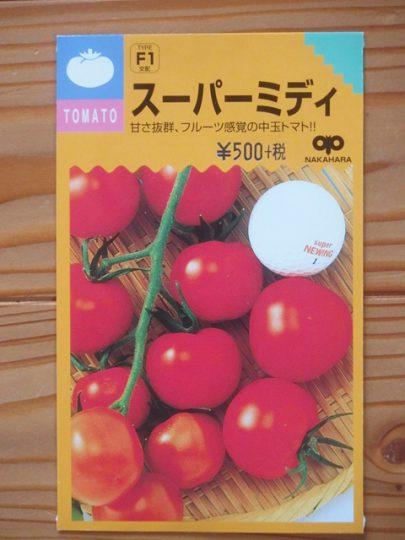 TYPE
F1
交配
TOMATO
スーパーミディ
甘さ抜群、フルーツ感覚の中玉トマト!!
¥500+税
NAKAHARA
super
NEWING
1